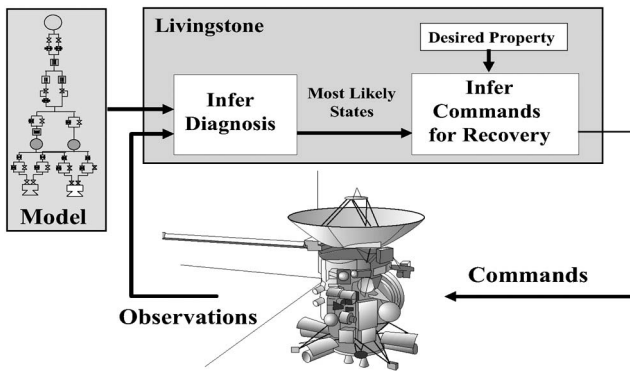 Livingstone
Desired Property
Infer
Diagnosis
Most Likely
States
Infer
Commands
for Recovery
Model
Commands
Observations